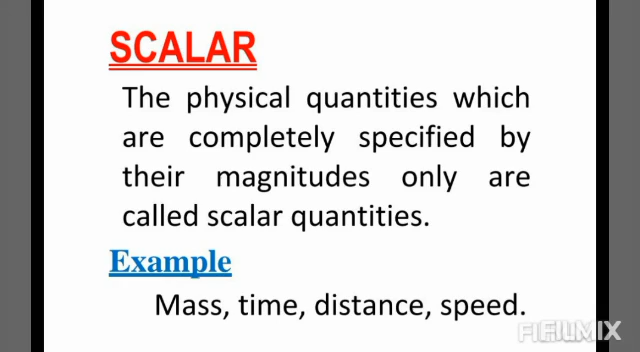 SCALAR
The physical quantities which
are completely specified by
their magnitudes only are
called scalar quantities.
Example
Mass, time, distance, speed.